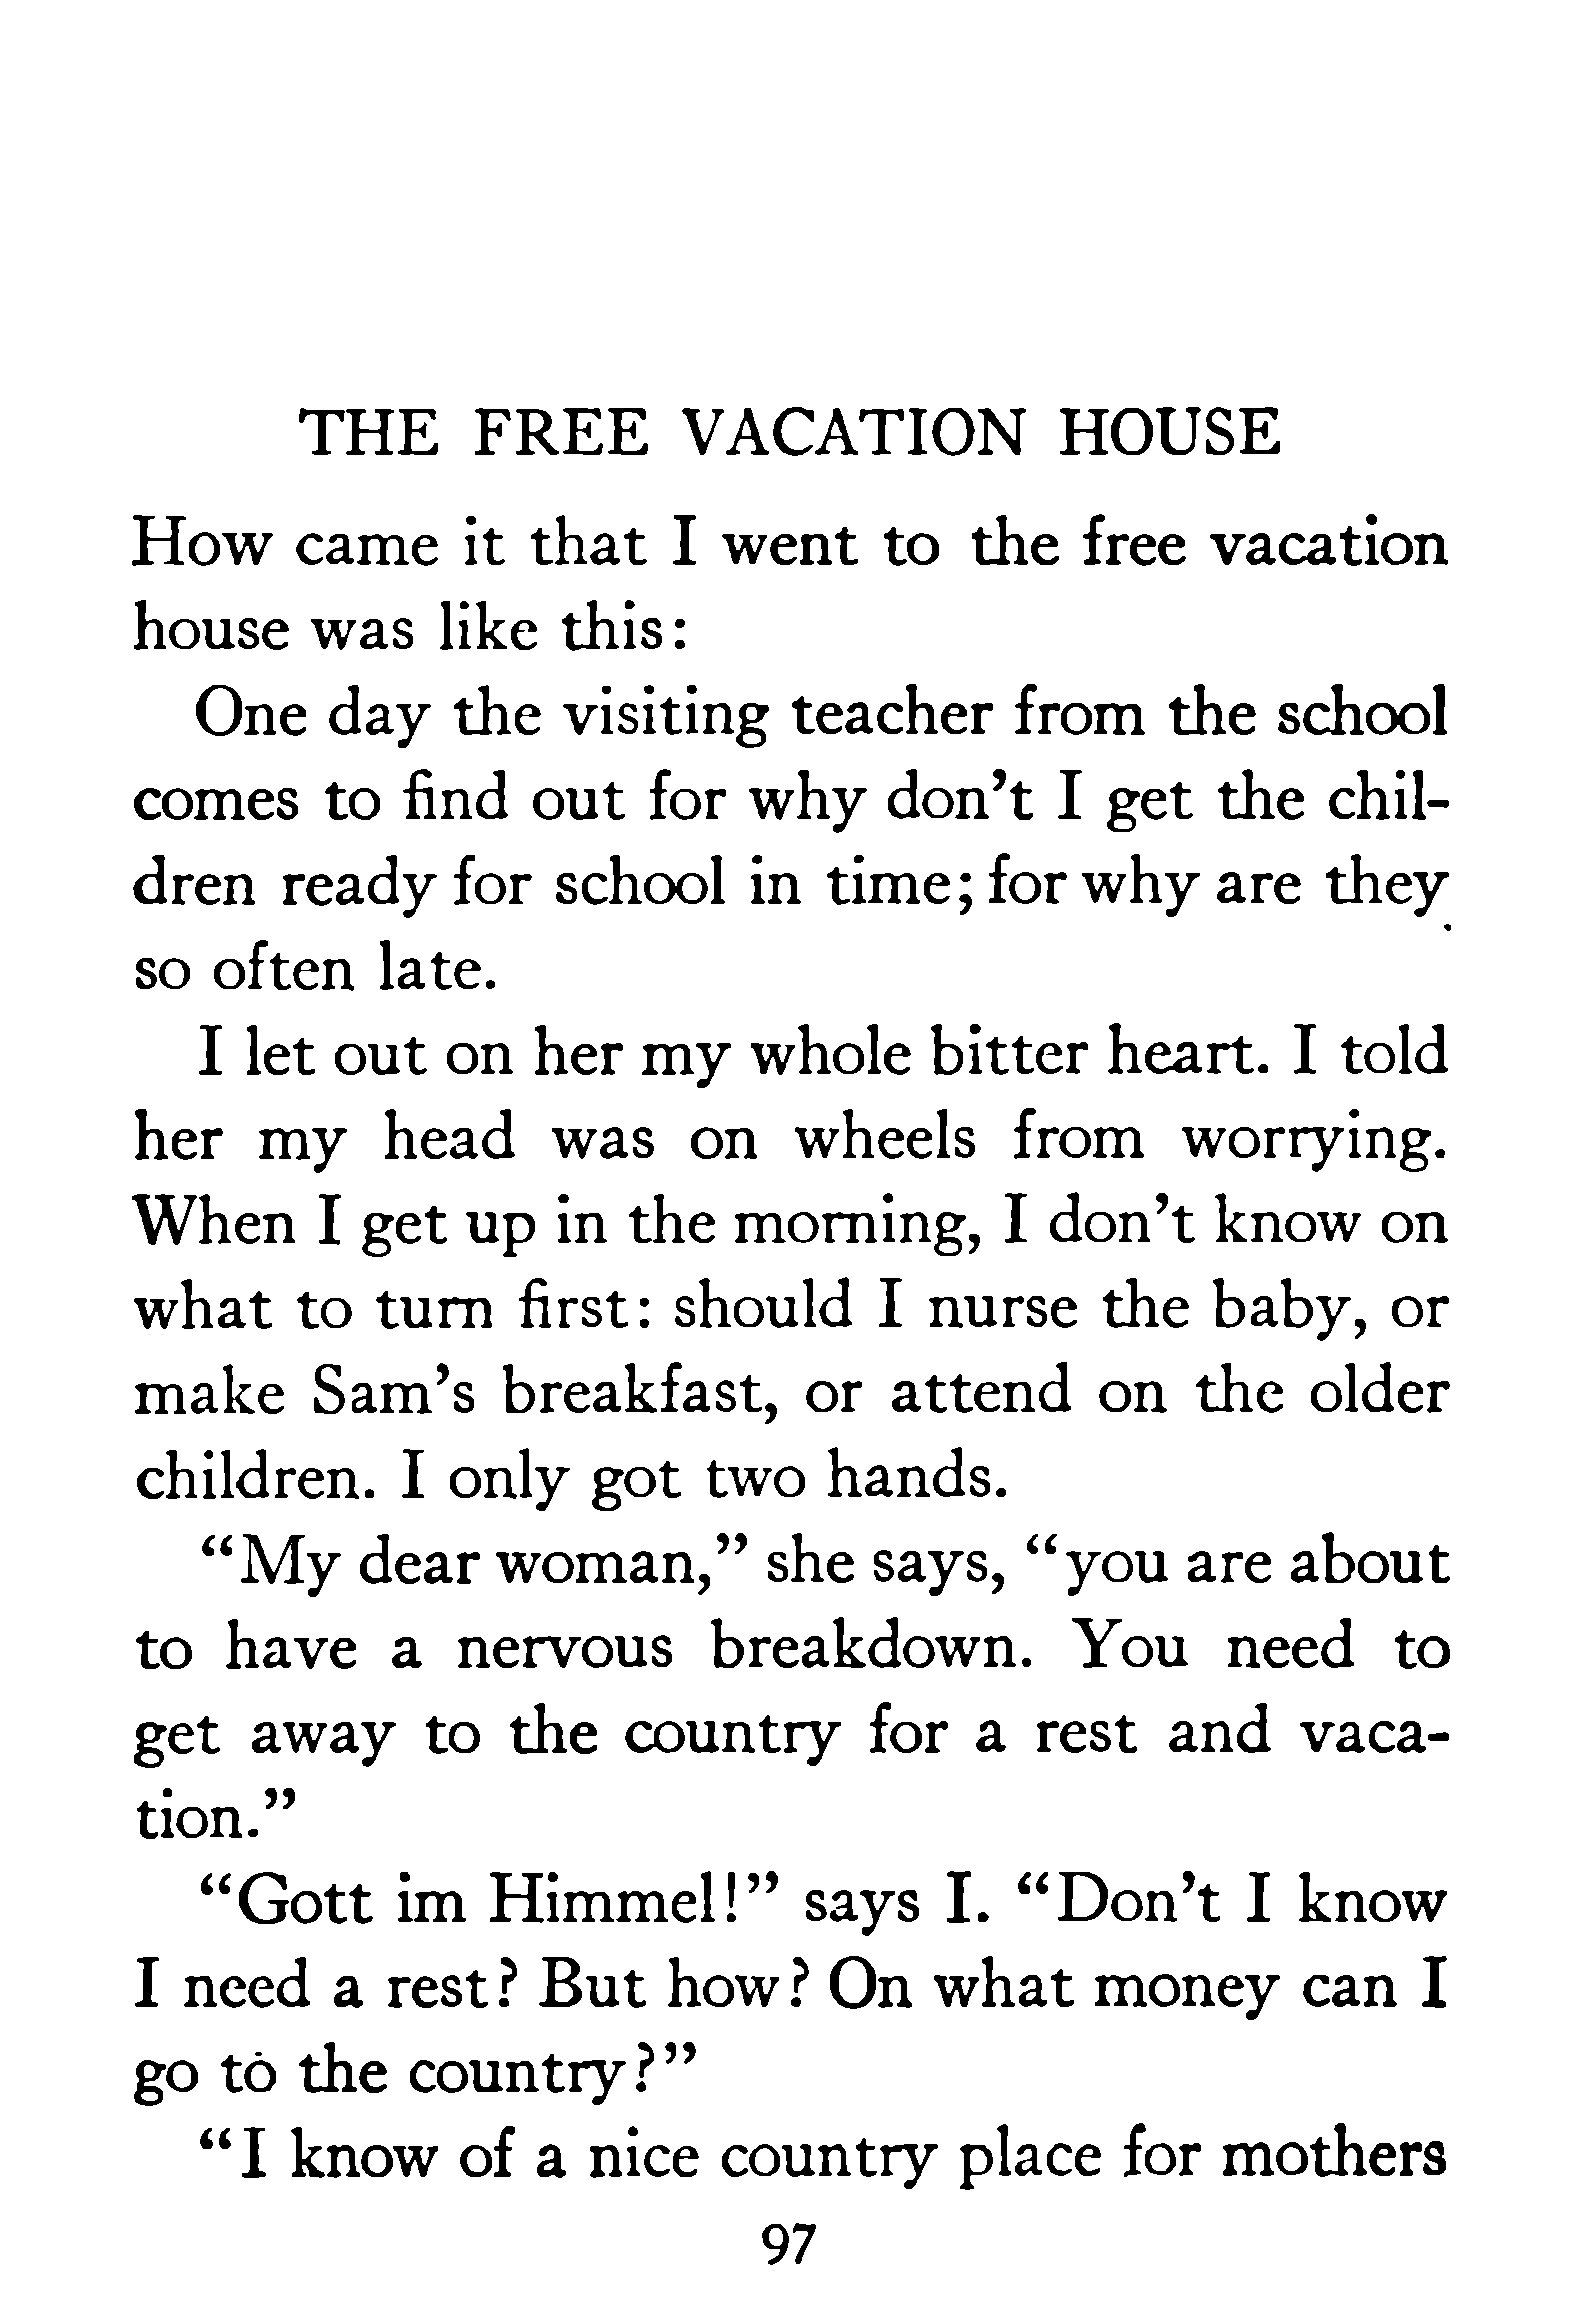 THE FREE VACATION HOUSE
How came it that I went to the free vacation
house was like this:
One day the visiting teacher from the school
comes to find out for why don't I get the chil-
dren ready for school in time; for why are they
so often late.
I let out on her my whole bitter heart. I told
her my head was on wheels from worrying.
When I get up in the morning, I don't know on
what to turn first: should I nurse the baby, or
make Sam's breakfast, or attend on the older
children. I only got two hands.
"My dear woman," she says, "you are about
to have a nervous breakdown. You need to
get away to the country for a rest and vaca-
tion."
"Gott im Himmel!" says I. "Don't I know
I need a rest? But how? On what money can I
go to the country?"
"I know of a nice country place for mothers
97